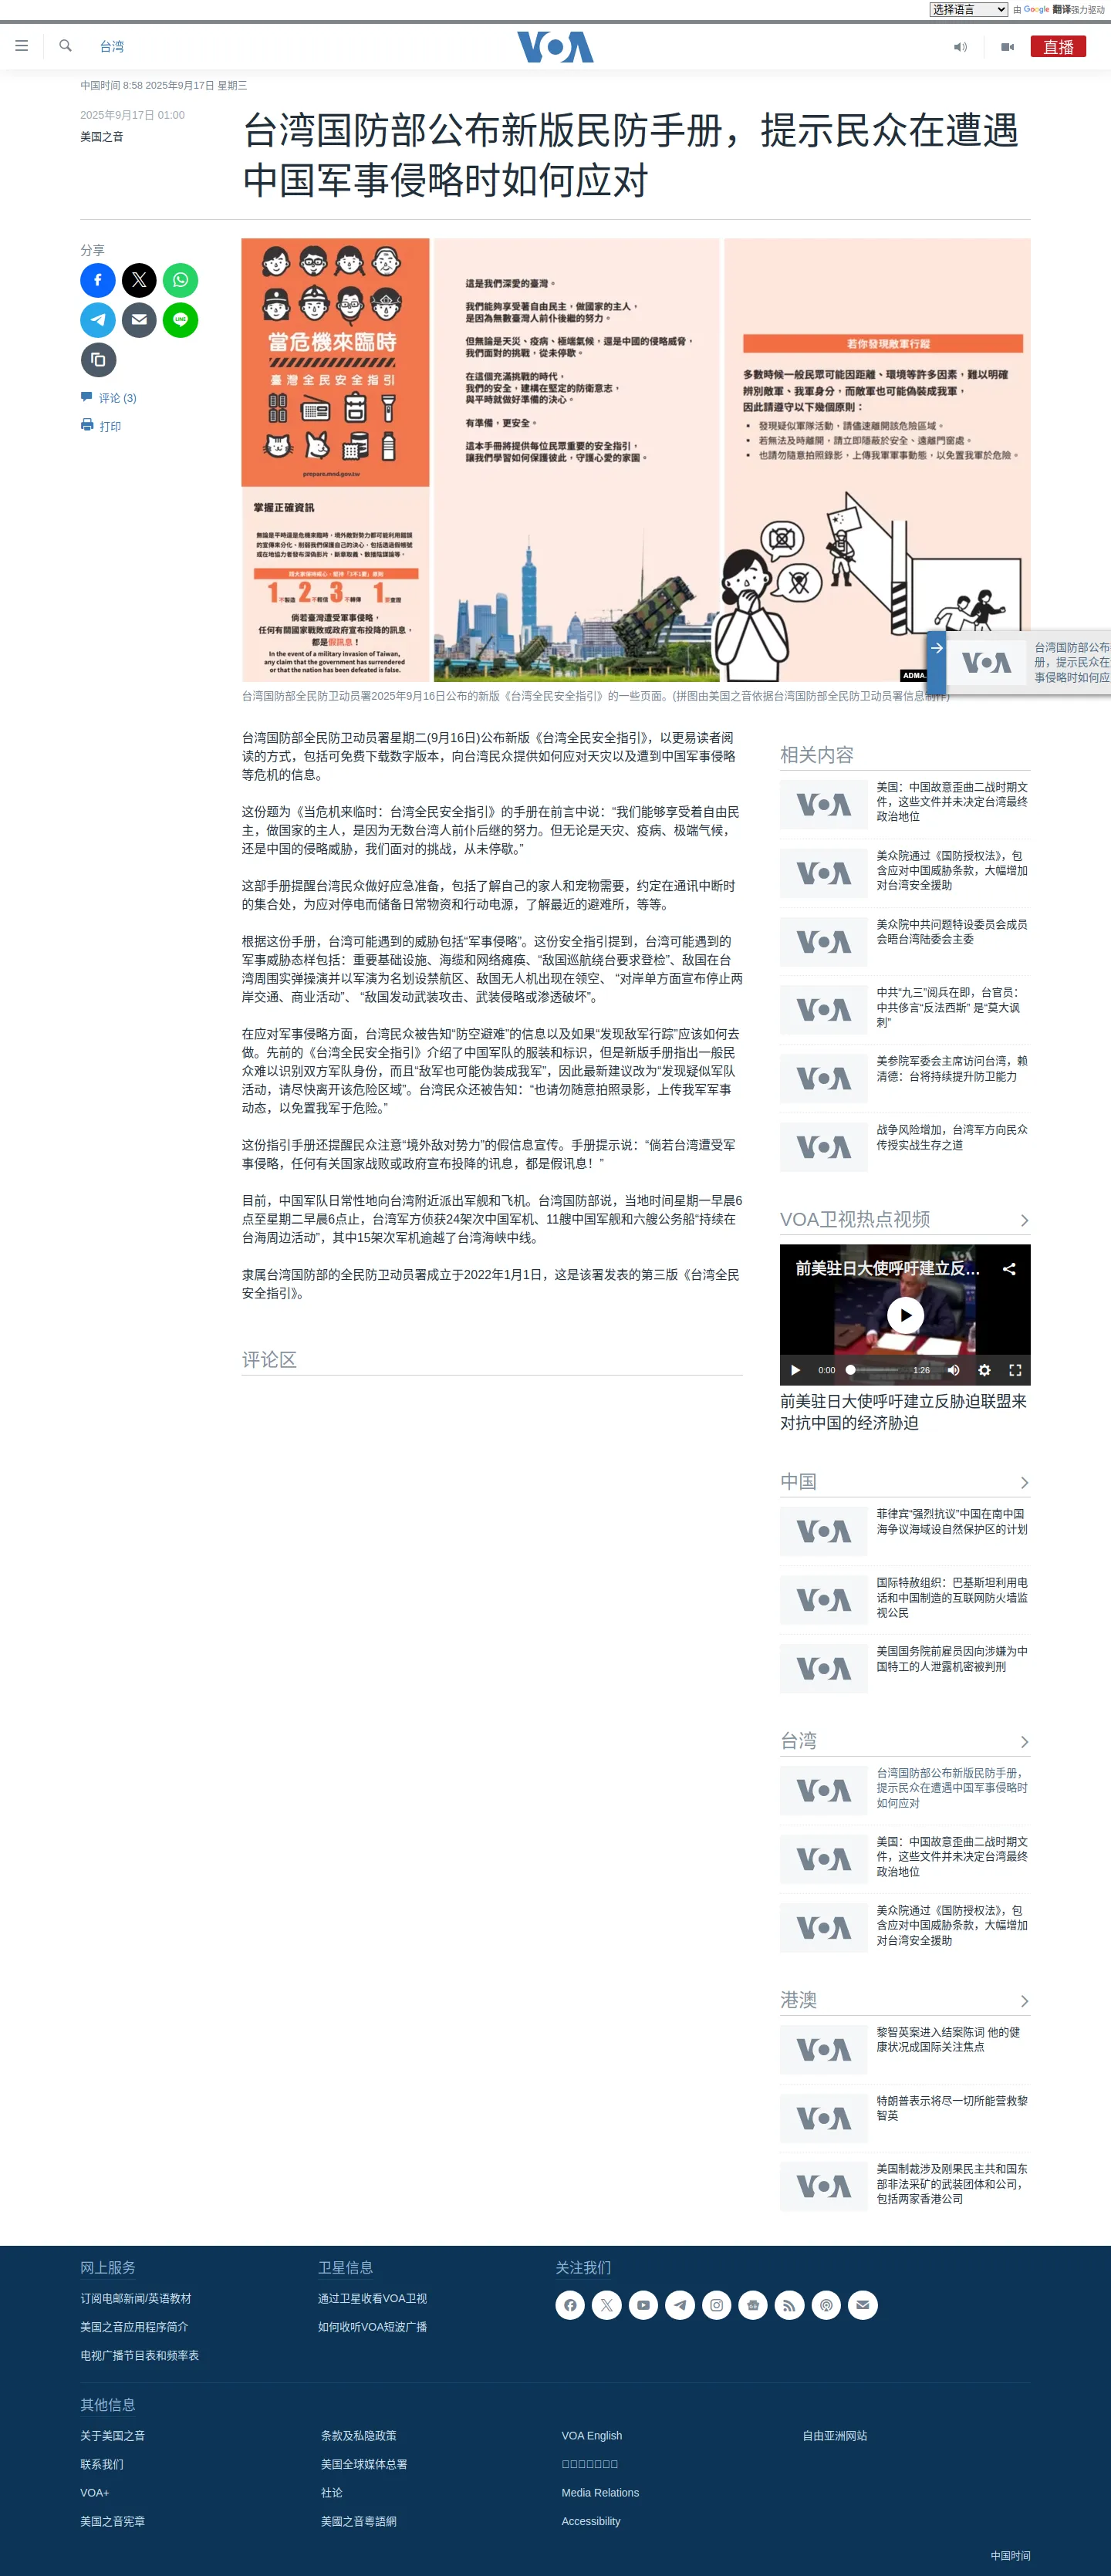 选择语言
由 Google 翻译强力驱动
台湾
VOA
直播
中国时间 8:58 2025年9月17日 星期三
2025年9月17日 01:00
美国之音
台湾国防部公布新版民防手册，提示民众在遭遇
中国军事侵略时如何应对
分享
评论 (3)
打印
當危機來臨時
臺灣全民安全指引
prepare.mnd.gov.tw
掌握正確資訊
倘若臺灣遭受軍事侵略，
任何有關國家戰敗或政府宣布投降的訊息，
都是假訊息！
In the event of a military invasion of Taiwan,
any claim that the government has surrendered
or that the nation has been defeated is false.
這是我們深愛的臺灣。
我們能夠享受著自由民主，做國家的主人，
是因為無數臺灣人前仆後繼的努力。
但無論是天災、疫病、極端氣候，還是中國的侵略威脅，
我們面對的挑戰，從未停歇。
在這個充滿挑戰的時代，
我們的安全，建構在堅定的防衛意志，
與平時就做好準備的決心。
有準備，更安全。
這本手冊將提供每位民眾重要的安全指引，
讓我們學習如何保護彼此，守護心愛的家園。
若你發現敵軍行蹤
多數時候一般民眾可能因距離、環境等許多因素，難以明確
辨別敵軍、我軍身分，而敵軍也可能偽裝成我軍，
因此請遵守以下幾個原則：
• 發現疑似軍隊活動，請儘速離開該危險區域。
• 若無法及時離開，請立即隱蔽於安全、遠離門窗處。
• 也請勿隨意拍照錄影，上傳我軍軍事動態，以免置我軍於危險。
ADMA
台湾国防部公布
册，提示民众在
事侵略时如何应
台湾国防部全民防卫动员署2025年9月16日公布的新版《台湾全民安全指引》的一些页面。(拼图由美国之音依据台湾国防部全民防卫动员署信息制作)
台湾国防部全民防卫动员署星期二(9月16日)公布新版《台湾全民安全指引》，以更易读者阅
读的方式，包括可免费下载数字版本，向台湾民众提供如何应对天灾以及遭到中国军事侵略
等危机的信息。
这份题为《当危机来临时：台湾全民安全指引》的手册在前言中说：“我们能够享受着自由民
主，做国家的主人，是因为无数台湾人前仆后继的努力。但无论是天灾、疫病、极端气候，
还是中国的侵略威胁，我们面对的挑战，从未停歇。”
这部手册提醒台湾民众做好应急准备，包括了解自己的家人和宠物需要，约定在通讯中断时
的集合处，为应对停电而储备日常物资和行动电源，了解最近的避难所，等等。
根据这份手册，台湾可能遇到的威胁包括“军事侵略”。这份安全指引提到，台湾可能遇到的
军事威胁态样包括：重要基础设施、海缆和网络瘫痪、“敌国巡航绕台要求登检”、敌国在台
湾周围实弹操演并以军演为名划设禁航区、敌国无人机出现在领空、 “对岸单方面宣布停止两
岸交通、商业活动”、 “敌国发动武装攻击、武装侵略或渗透破坏”。
在应对军事侵略方面，台湾民众被告知“防空避难”的信息以及如果“发现敌军行踪”应该如何去
做。先前的《台湾全民安全指引》介绍了中国军队的服装和标识，但是新版手册指出一般民
众难以识别双方军队身份，而且“敌军也可能伪装成我军”，因此最新建议改为“发现疑似军队
活动，请尽快离开该危险区域”。台湾民众还被告知：“也请勿随意拍照录影，上传我军军事
动态，以免置我军于危险。”
这份指引手册还提醒民众注意“境外敌对势力”的假信息宣传。手册提示说：“倘若台湾遭受军
事侵略，任何有关国家战败或政府宣布投降的讯息，都是假讯息！”
目前，中国军队日常性地向台湾附近派出军舰和飞机。台湾国防部说，当地时间星期一早晨6
点至星期二早晨6点止，台湾军方侦获24架次中国军机、11艘中国军舰和六艘公务船“持续在
台海周边活动”，其中15架次军机逾越了台湾海峡中线。
隶属台湾国防部的全民防卫动员署成立于2022年1月1日，这是该署发表的第三版《台湾全民
安全指引》。
评论区
相关内容
美国：中国故意歪曲二战时期文
件，这些文件并未决定台湾最终
政治地位
美众院通过《国防授权法》，包
含应对中国威胁条款，大幅增加
对台湾安全援助
美众院中共问题特设委员会成员
会晤台湾陆委会主委
中共“九三”阅兵在即，台官员：
中共侈言“反法西斯” 是“莫大讽
刺”
美参院军委会主席访问台湾，赖
清德：台将持续提升防卫能力
战争风险增加，台湾军方向民众
传授实战生存之道
VOA卫视热点视频
前美驻日大使呼吁建立反…
0:00
1:26
前美驻日大使呼吁建立反胁迫联盟来
对抗中国的经济胁迫
中国
菲律宾“强烈抗议”中国在南中国
海争议海域设自然保护区的计划
国际特赦组织：巴基斯坦利用电
话和中国制造的互联网防火墙监
视公民
美国国务院前雇员因向涉嫌为中
国特工的人泄露机密被判刑
台湾
台湾国防部公布新版民防手册，
提示民众在遭遇中国军事侵略时
如何应对
美国：中国故意歪曲二战时期文
件，这些文件并未决定台湾最终
政治地位
美众院通过《国防授权法》，包
含应对中国威胁条款，大幅增加
对台湾安全援助
港澳
黎智英案进入结案陈词 他的健
康状况成国际关注焦点
特朗普表示将尽一切所能营救黎
智英
美国制裁涉及刚果民主共和国东
部非法采矿的武装团体和公司，
包括两家香港公司
网上服务
订阅电邮新闻/英语教材
美国之音应用程序简介
电视广播节目表和频率表
卫星信息
通过卫星收看VOA卫视
如何收听VOA短波广播
关注我们
其他信息
关于美国之音
联系我们
VOA+
美国之音宪章
条款及私隐政策
美国全球媒体总署
社论
美國之音粵語網
VOA English
Media Relations
Accessibility
自由亚洲网站
中国时间